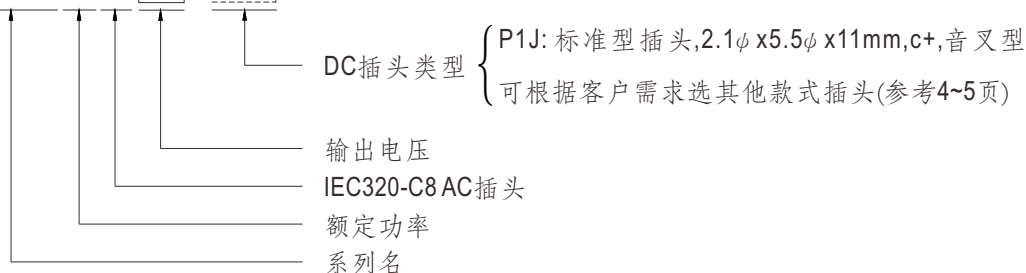 P1J: 标准型插头,2.1φ x5.5φ x11mm,c+,音叉型
DC插头类型
可根据客户需求选其他款式插头(参考4~5页)
输出电压
IEC320-C8 AC插头
额定功率
系列名